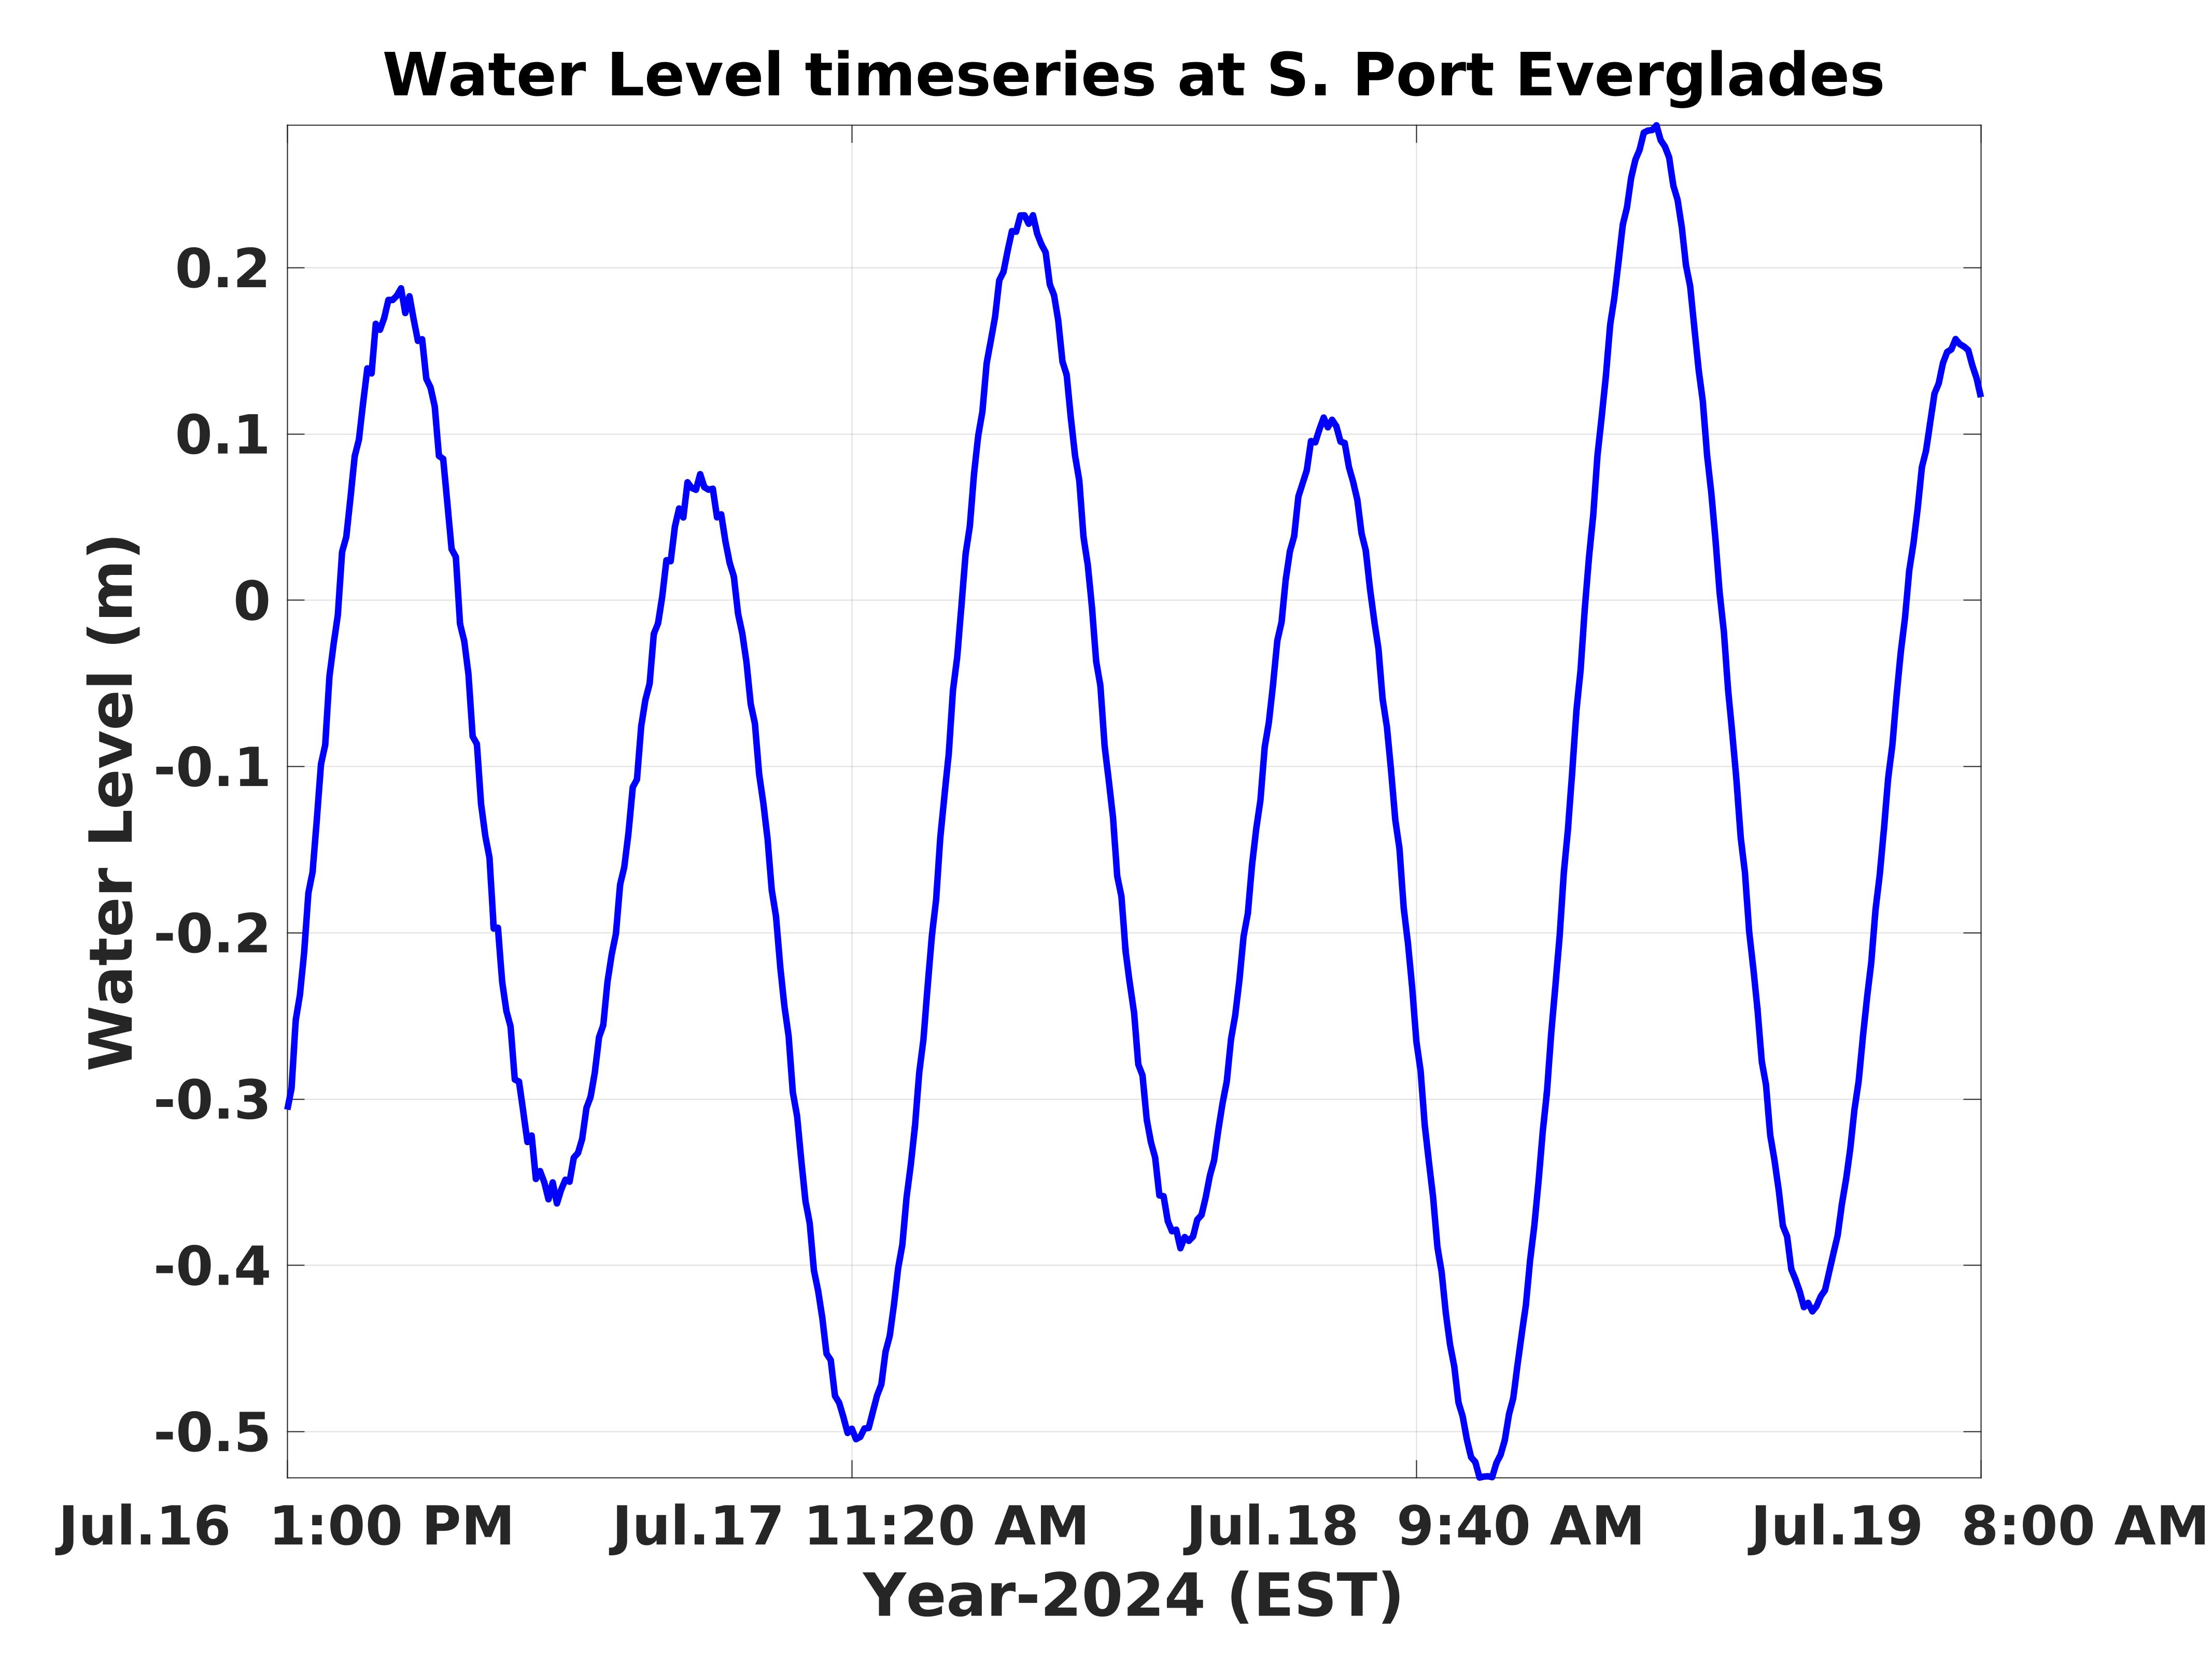 Water Level timeseries at S. Port Everglades
Water Level (m)
0.2
0.1
0
-0.1
-0.2
-0.3
-0.4
-0.5
Jul.16 1:00 PM Jul.17 11:20 AM Jul.18 9:40 AM Jul.19 8:00 AM
Year-2024 (EST)